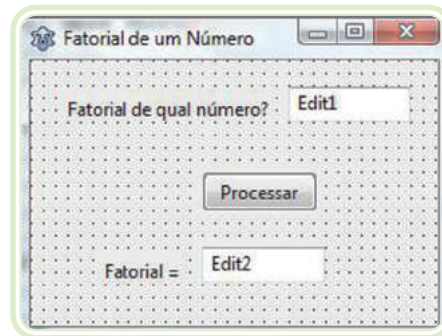 Fatorial de um Número
Fatorial de qual número? Edit1
Processar
Fatorial = Edit2